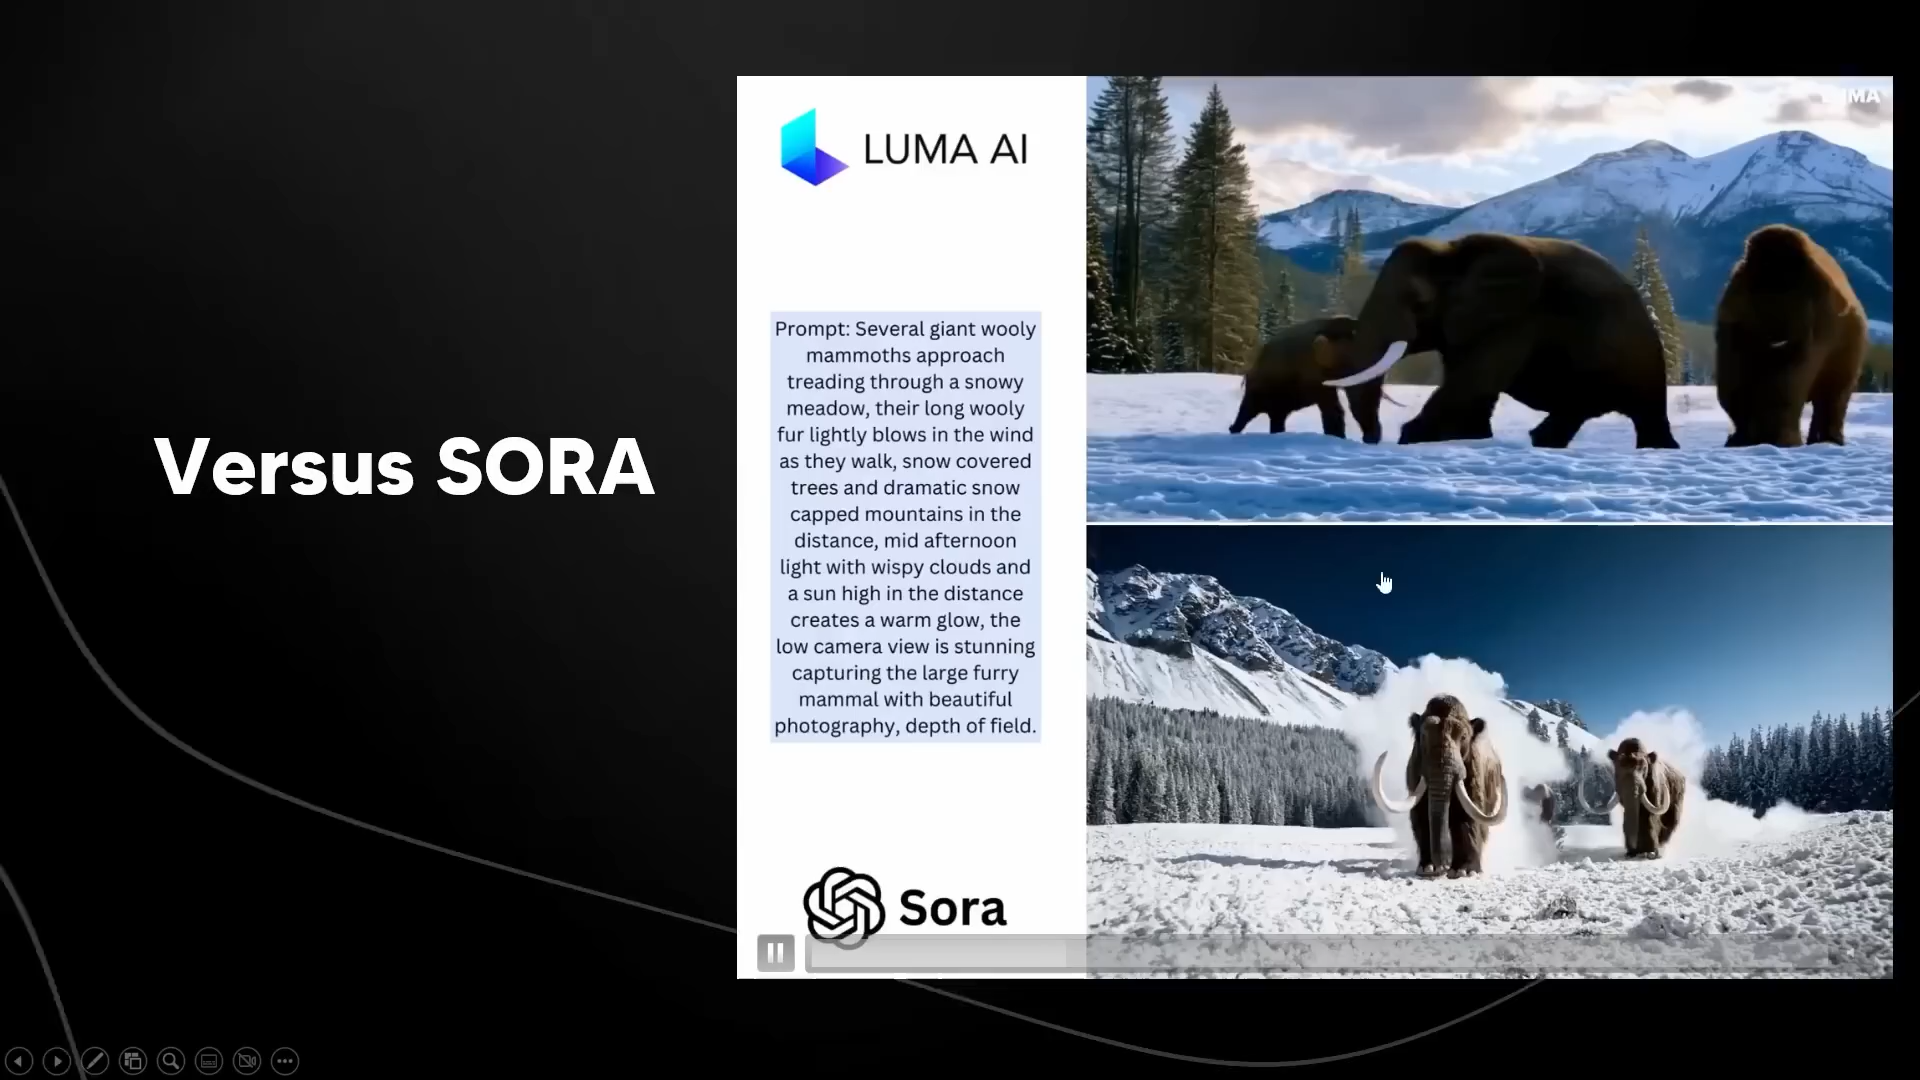 Versus SORA
LUMA AI
Prompt: Several giant wooly
mammoths approach
treading through a snowy
meadow, their long wooly
fur lightly blows in the wind
as they walk, snow covered
trees and dramatic snow
capped mountains in the
distance, mid afternoon
light with wispy clouds and
a sun high in the distance
creates a warm glow, the
low camera view is stunning
capturing the large furry
mammal with beautiful
photography, depth of field.
Sora